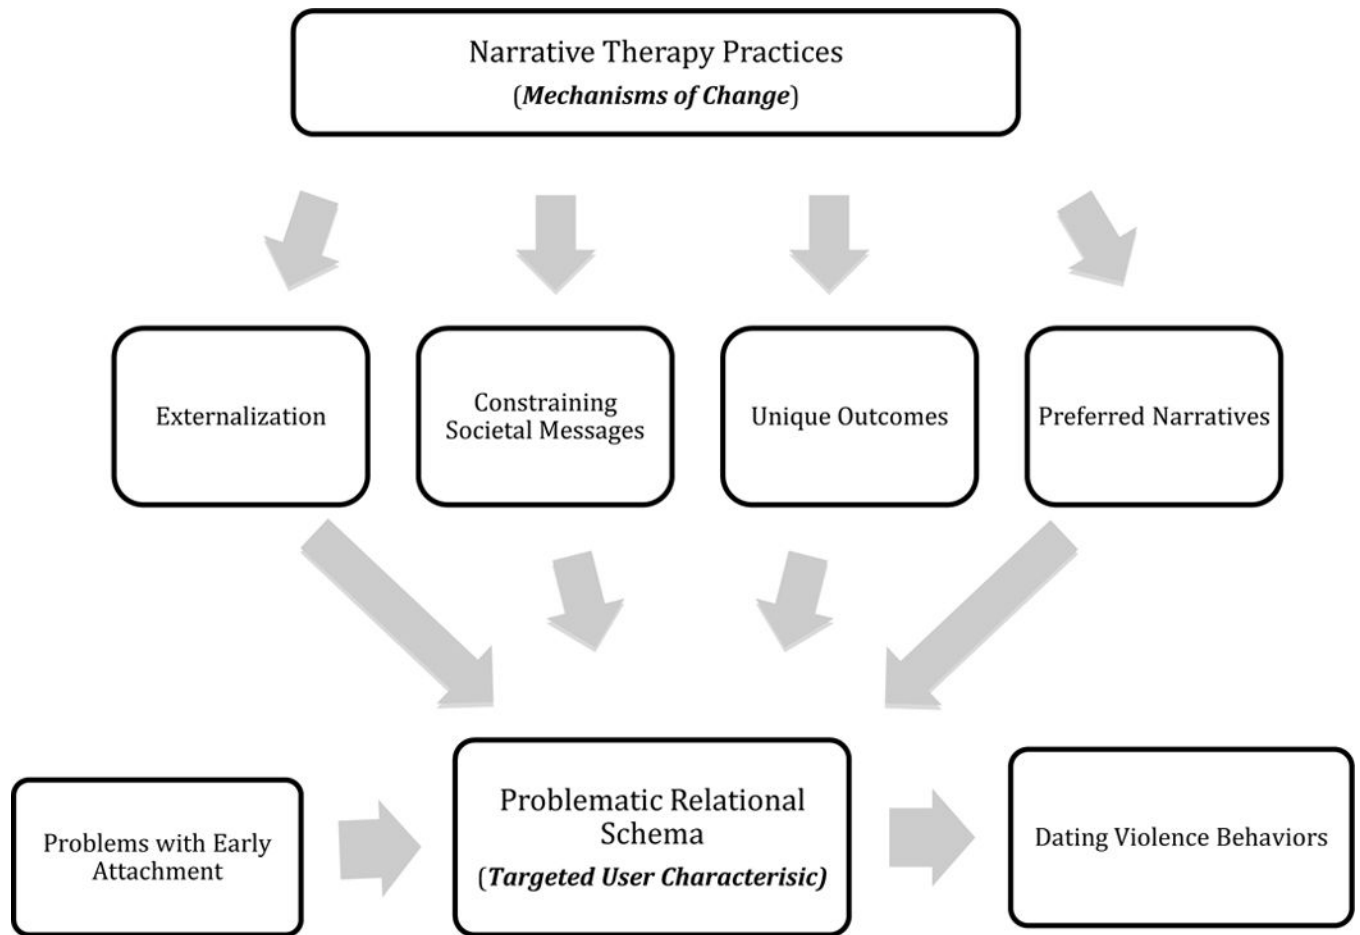 Narrative Therapy Practices
(Mechanisms of Change)
Externalization
Constraining
Societal Messages
Unique Outcomes
Preferred Narratives
Problems with Early
Attachment
Problematic Relational
Schema
(Targeted User Characterisic)
Dating Violence Behaviors